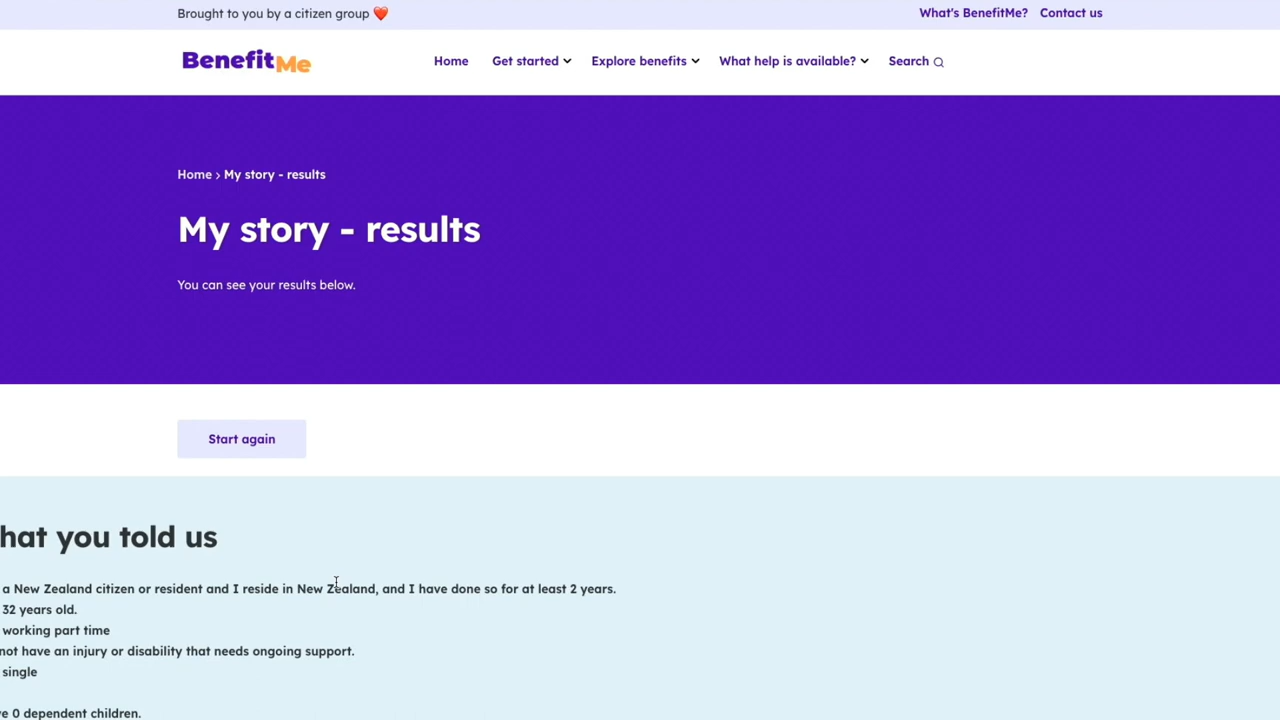 Brought to you by a citizen group ❤️
What's BenefitMe? Contact us
BenefitMe
Home Get started Explore benefits What help is available? Search
Home › My story - results
My story - results
You can see your results below.
Start again
hat you told us
a New Zealand citizen or resident and I reside in New Zealand, and I have done so for at least 2 years.
32 years old.
working part time
not have an injury or disability that needs ongoing support.
single
e 0 dependent children.